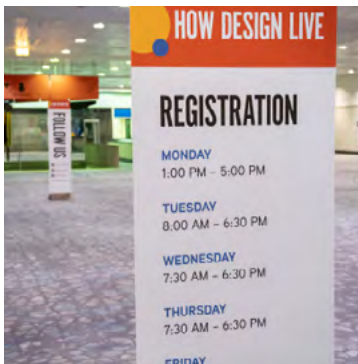 HOW DESIGN LIVE
REGISTRATION
MONDAY
1:00 PM - 5:00 PM
TUESDAY
8:00 AM - 6:30 PM
WEDNESDAY
7:30 AM - 6:30 PM
THURSDAY
7:30 AM - 6:30 PM
FRIDAY
FOLLOW US